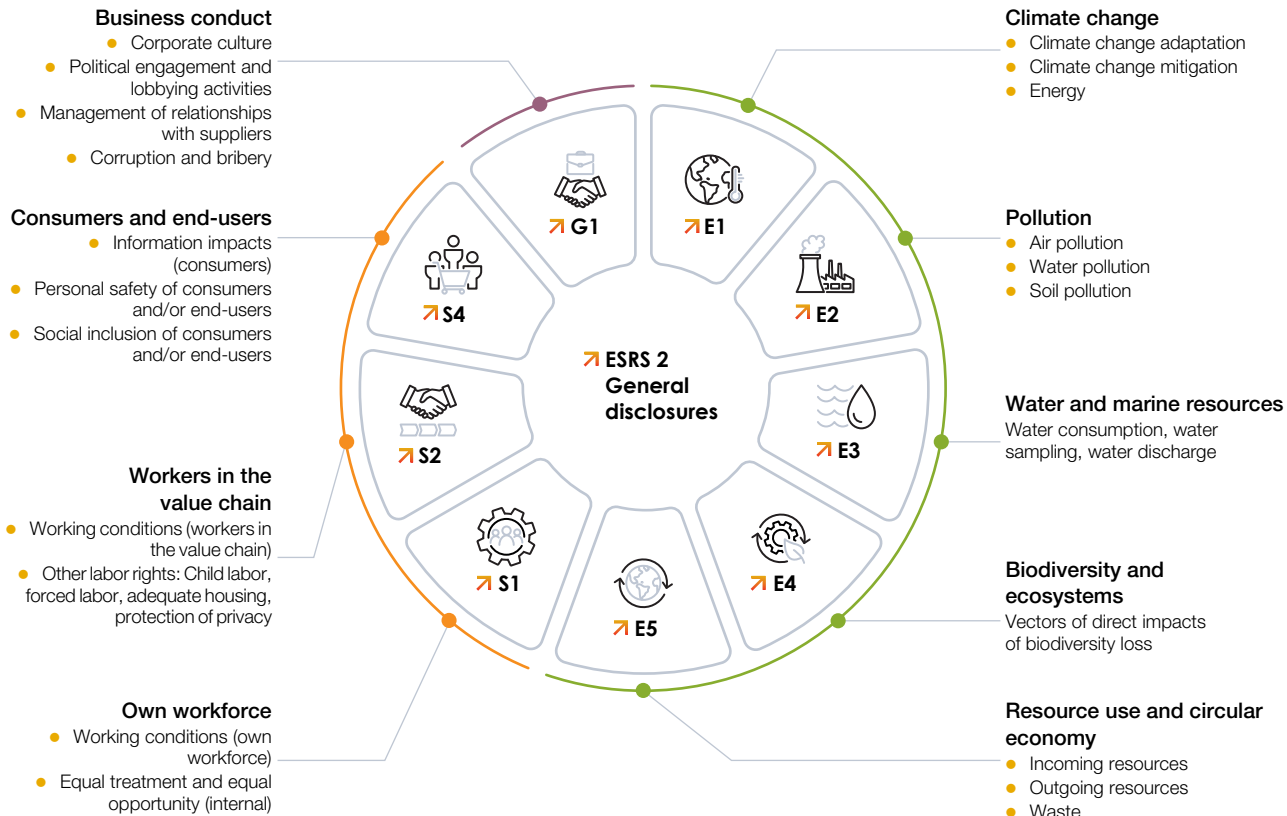 Business conduct
Corporate culture
Political engagement and
lobbying activities
Management of relationships
with suppliers
Corruption and bribery
Consumers and end-users
Information impacts
(consumers)
Personal safety of consumers
and/or end-users
Social inclusion of consumers
and/or end-users
Workers in the
value chain
Working conditions (workers in
the value chain)
Other labor rights: Child labor,
forced labor, adequate housing,
protection of privacy
Own workforce
Working conditions (own
workforce)
Equal treatment and equal
opportunity (internal)
G1
E1
S4
E2
ESRS 2
General
disclosures
S2
E3
S1
E4
E5
Climate change
Climate change adaptation
Climate change mitigation
Energy
Pollution
Air pollution
Water pollution
Soil pollution
Water and marine resources
Water consumption, water
sampling, water discharge
Biodiversity and
ecosystems
Vectors of direct impacts
of biodiversity loss
Resource use and circular
economy
Incoming resources
Outgoing resources
Waste